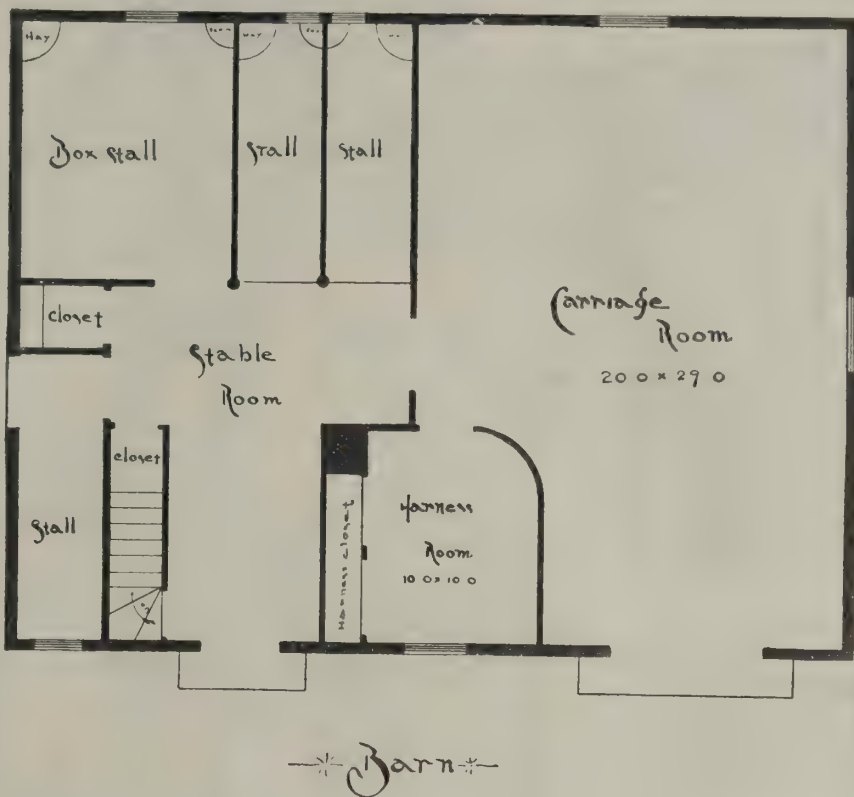 Hay
Box Stall
Stall
Stall
closet
Stable
Room
Carriage
Room
20 0 × 29 0
closet
Stall
Harness closet
Harness
Room
10 0 × 10 0
Barn